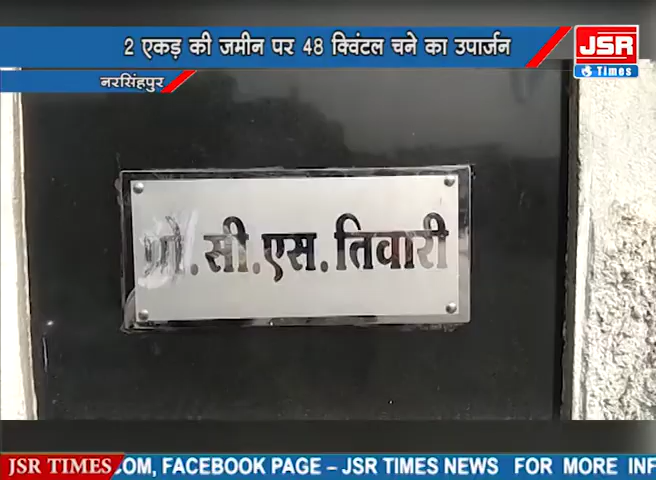 2 एकड़ की जमीन पर 48 क्विंटल चने का उपार्जन
JSR
Times
नरसिंहपुर
प्रो.सी.एस.तिवारी
JSR TIMES .COM, FACEBOOK PAGE – JSR TIMES NEWS FOR MORE INF